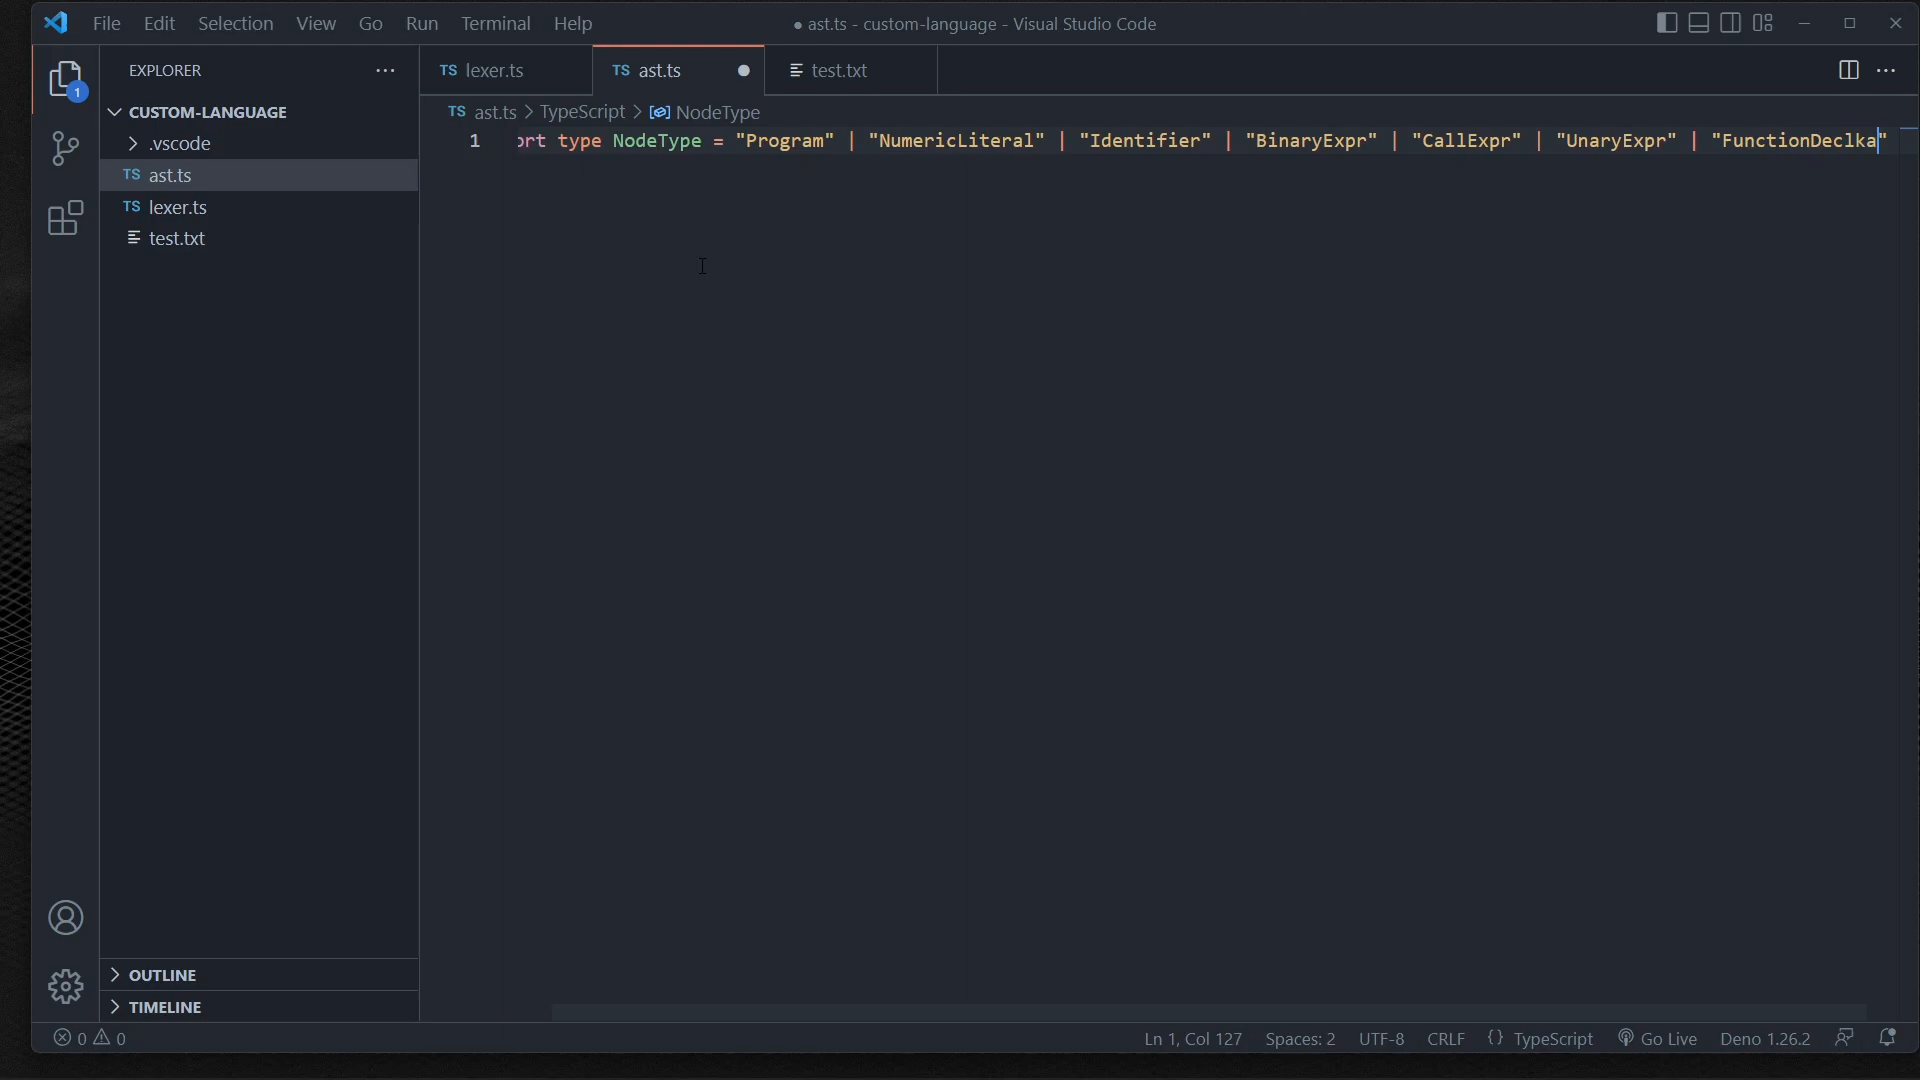 File Edit Selection View Go Run Terminal Help
● ast.ts - custom-language - Visual Studio Code
EXPLORER
TS lexer.ts
TS ast.ts
test.txt
1
CUSTOM-LANGUAGE
TS ast.ts > TypeScript > NodeType
.vscode
TS ast.ts
TS lexer.ts
test.txt
1 ort type NodeType = "Program" | "NumericLiteral" | "Identifier" | "BinaryExpr" | "CallExpr" | "UnaryExpr" | "FunctionDeclka"
OUTLINE
TIMELINE
0 0
Ln 1, Col 127 Spaces: 2 UTF-8 CRLF {} TypeScript Go Live Deno 1.26.2